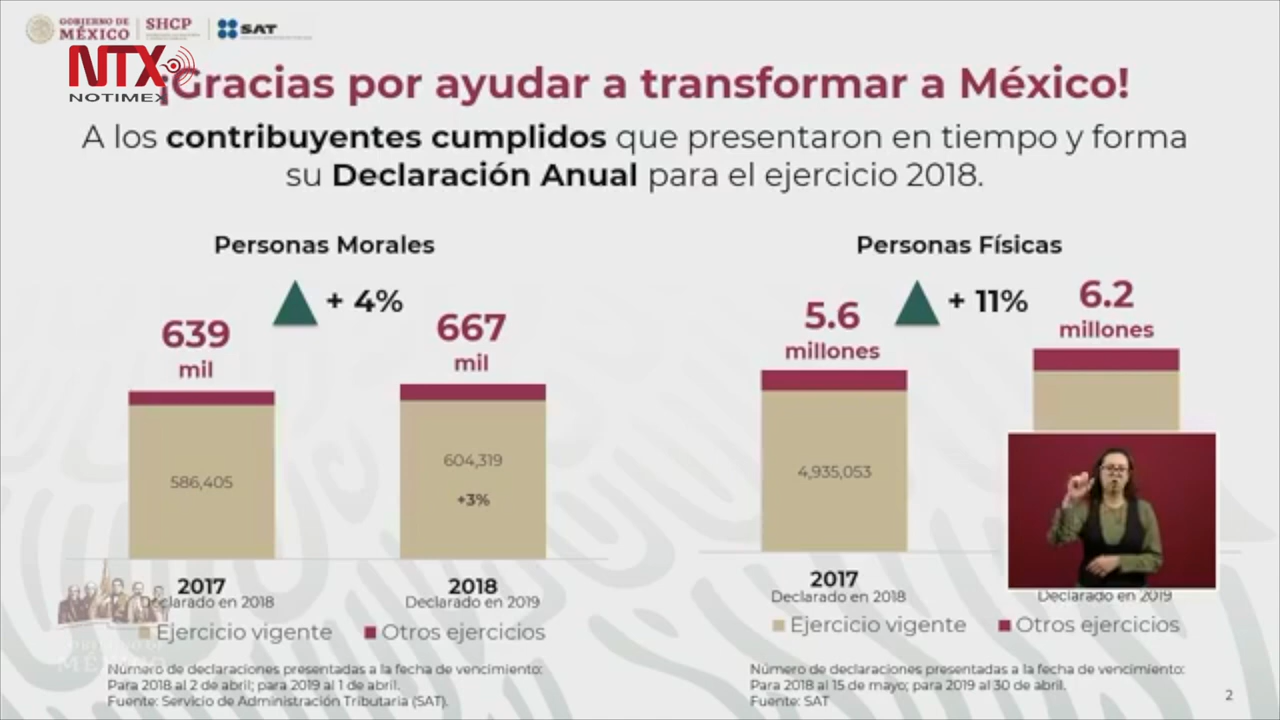 GOBIERNO DE
MÉXICO
SHCP
SAT
NTX
NOTIMEX
¡Gracias por ayudar a transformar a México!
A los contribuyentes cumplidos que presentaron en tiempo y forma
su Declaración Anual para el ejercicio 2018.
Personas Morales
+ 4%
639
mil
667
mil
586,405
604,319
+3%
2017
Declarado en 2018
2018
Declarado en 2019
Ejercicio vigente
Otros ejercicios
Número de declaraciones presentadas a la fecha de vencimiento:
Para 2018 al 2 de abril; para 2019 al 1 de abril.
Fuente: Servicio de Administración Tributaria (SAT).
Personas Físicas
+ 11%
5.6
millones
6.2
millones
4,935,053
2017
Declarado en 2018
Declarado en 2019
Ejercicio vigente
Otros ejercicios
Número de declaraciones presentadas a la fecha de vencimiento:
Para 2018 al 15 de mayo; para 2019 al 30 de abril.
Fuente: SAT
GOBIERNO DE
MÉXICO
2